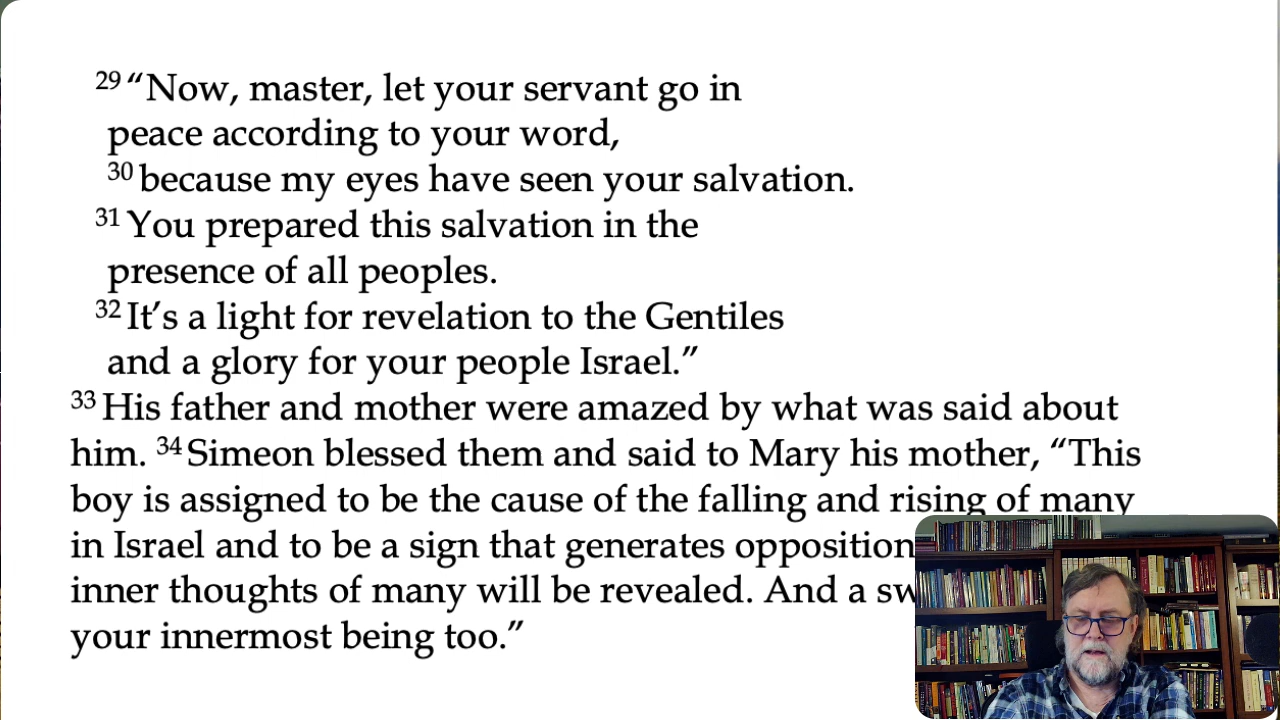 29 “Now, master, let your servant go in
peace according to your word,
30 because my eyes have seen your salvation.
31 You prepared this salvation in the
presence of all peoples.
32 It’s a light for revelation to the Gentiles
and a glory for your people Israel.”
33 His father and mother were amazed by what was said about
him. 34 Simeon blessed them and said to Mary his mother, “This
boy is assigned to be the cause of the falling and rising of many
in Israel and to be a sign that generates opposition
inner thoughts of many will be revealed. And a
your innermost being too.”